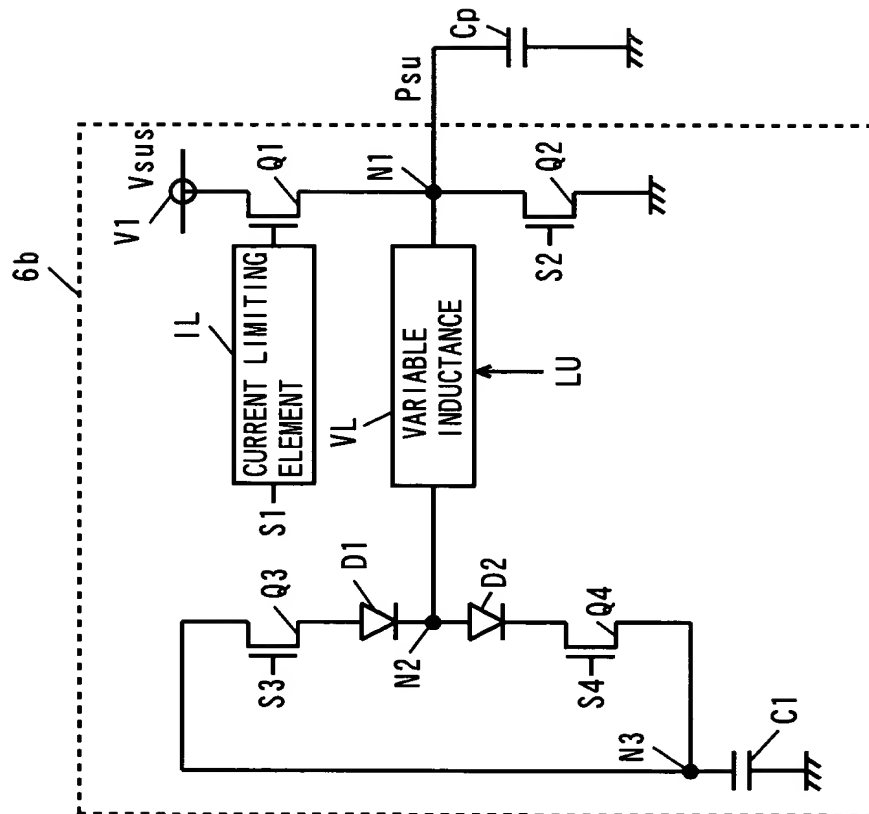 6b
V1
Vsus
Q1
IL
CURRENT LIMITING
ELEMENT
S1
Psu
Cp
N1
VL
VARIABLE
INDUCTANCE
LU
S2
Q2
S3
Q3
D1
N2
D2
S4
Q4
N3
C1